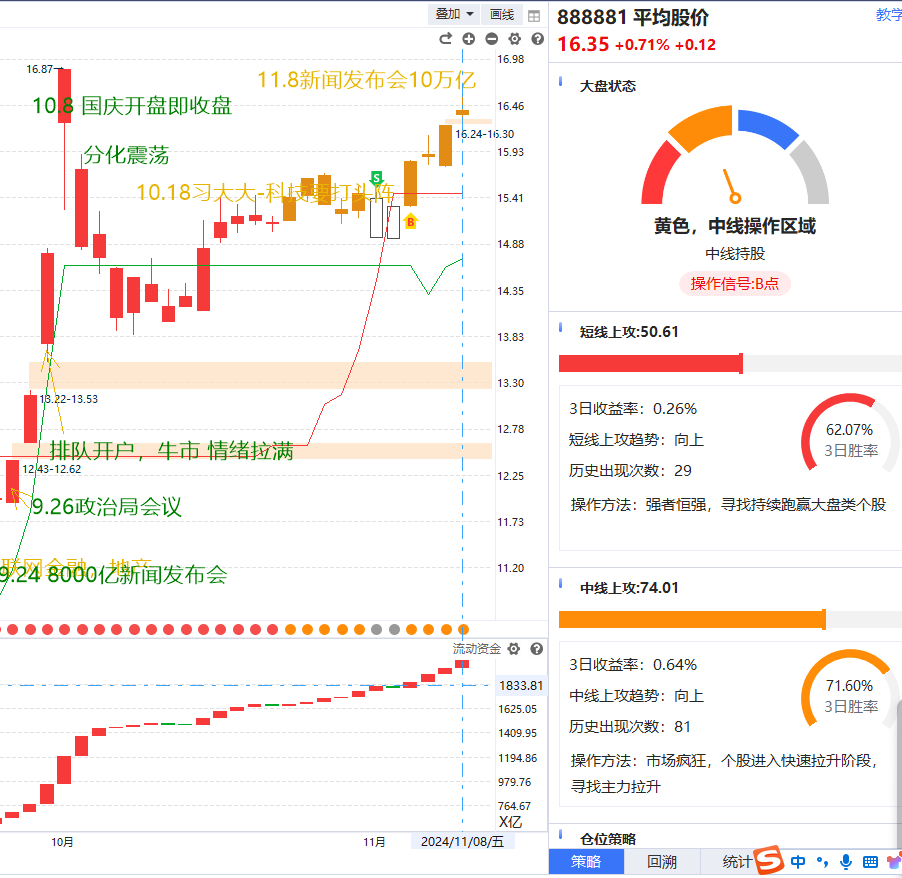 叠加 画线
888881 平均股价 教学
16.35 +0.71% +0.12
大盘状态
黄色，中线操作区域
中线持股
操作信号:B点
短线上攻:50.61
3日收益率：0.26%
短线上攻趋势：向上
历史出现次数：29
操作方法：强者恒强，寻找持续跑赢大盘类个股
62.07%
3日胜率
中线上攻:74.01
3日收益率：0.64%
中线上攻趋势：向上
历史出现次数：81
操作方法：市场疯狂，个股进入快速拉升阶段，
寻找主力拉升
71.60%
3日胜率
仓位策略
策略 回溯 统计
S 中
16.87
11.8新闻发布会10万亿
10.8 国庆开盘即收盘
分化震荡
10.18习大大-科技要打头阵
S
B
16.24-16.30
13.22-13.53
排队开户，牛市 情绪拉满
12.43-12.62
9.26政治局会议
联网金融，地产
9.24 8000亿新闻发布会
16.98
16.46
15.93
15.41
14.88
14.35
13.83
13.30
12.78
12.25
11.73
11.20
流动资金
1833.81
1625.05
1409.95
1194.86
979.76
764.67
X亿
10月 11月 2024/11/08/五